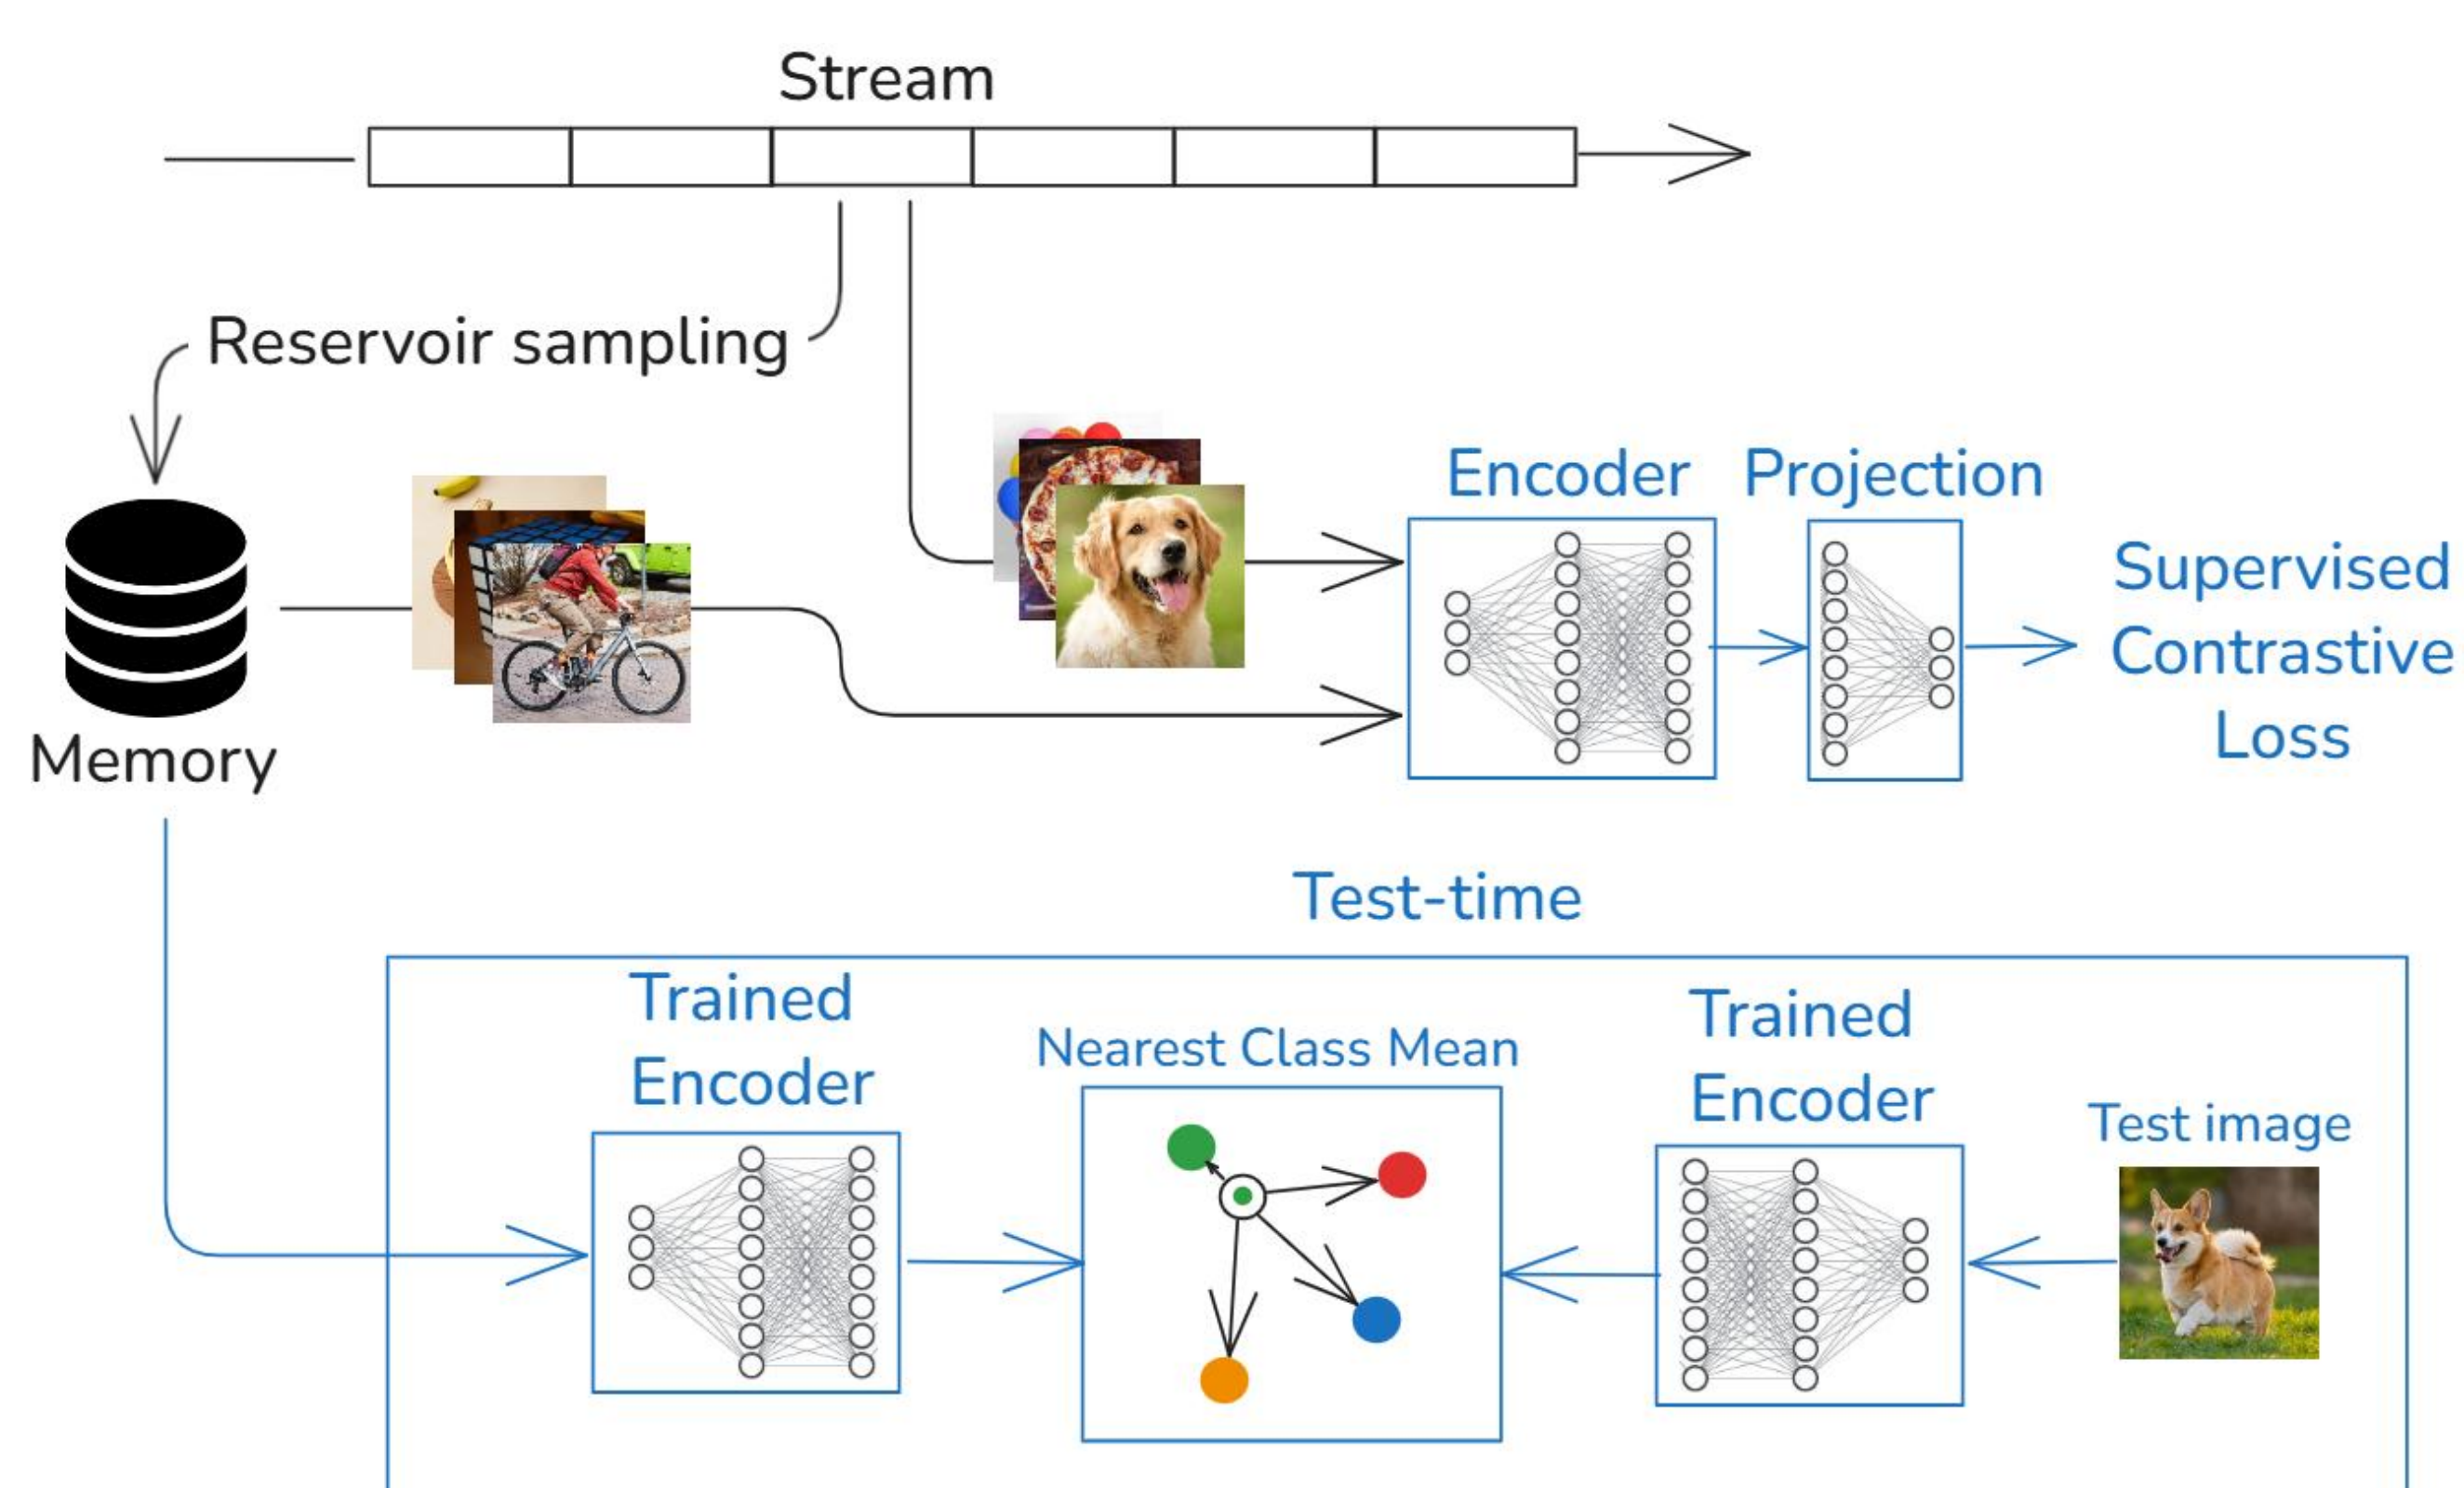 Stream
Reservoir sampling
Memory
Encoder
Projection
Supervised
Contrastive
Loss
Test-time
Trained
Encoder
Nearest Class Mean
Trained
Encoder
Test image